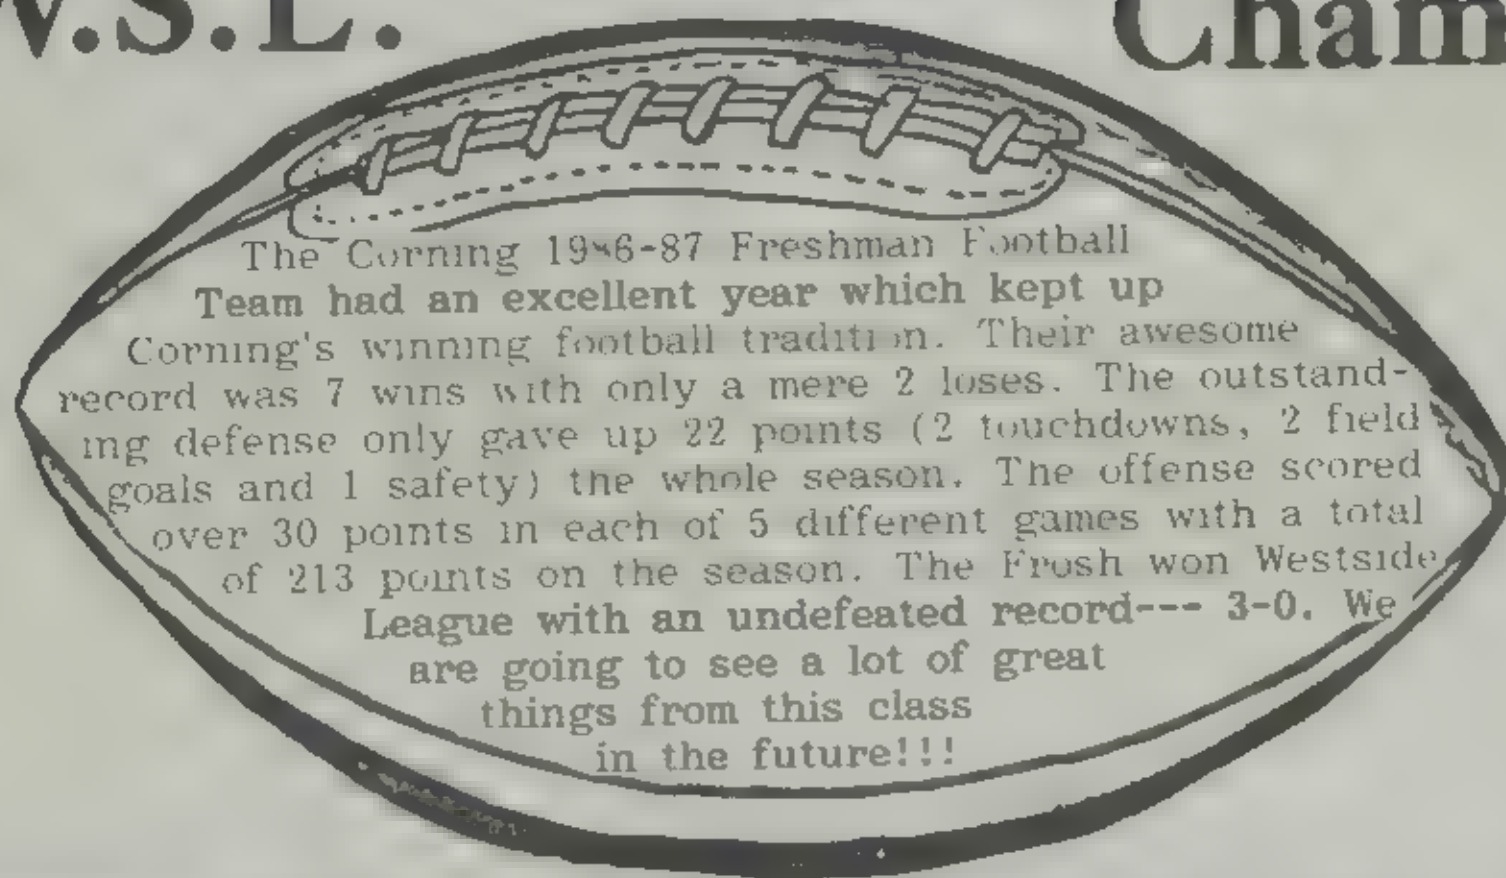 W.S.L. Cham
The Corning 1986-87 Freshman Football
Team had an excellent year which kept up
Corning's winning football tradition. Their awesome
record was 7 wins with only a mere 2 loses. The outstand-
ing defense only gave up 22 points (2 touchdowns, 2 field
goals and 1 safety) the whole season. The offense scored
over 30 points in each of 5 different games with a total
of 213 points on the season. The Frosh won Westside
League with an undefeated record--- 3-0. We
are going to see a lot of great
things from this class
in the future!!!